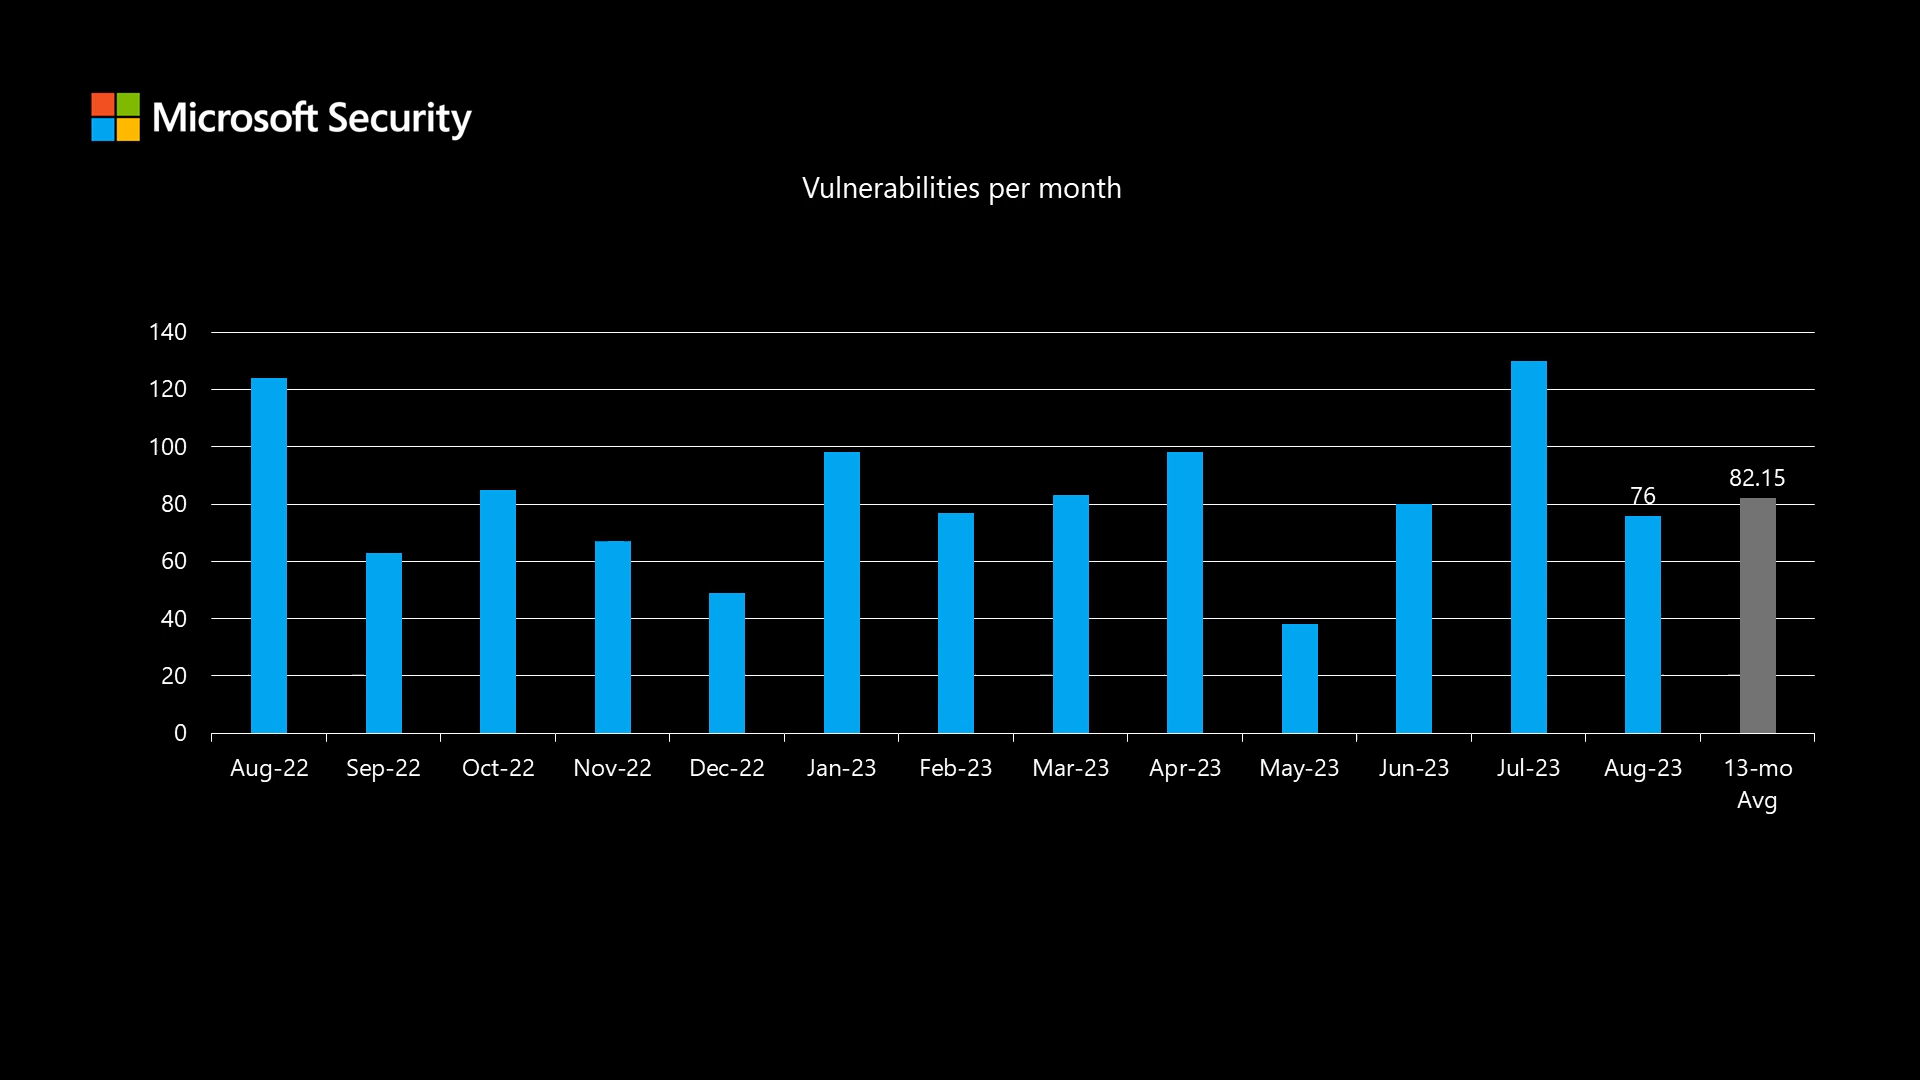 Microsoft Security
Vulnerabilities per month
140
120
100
80
60
40
20
0
76
82.15
Aug-22 Sep-22 Oct-22 Nov-22 Dec-22 Jan-23 Feb-23 Mar-23 Apr-23 May-23 Jun-23 Jul-23 Aug-23 13-mo
Avg